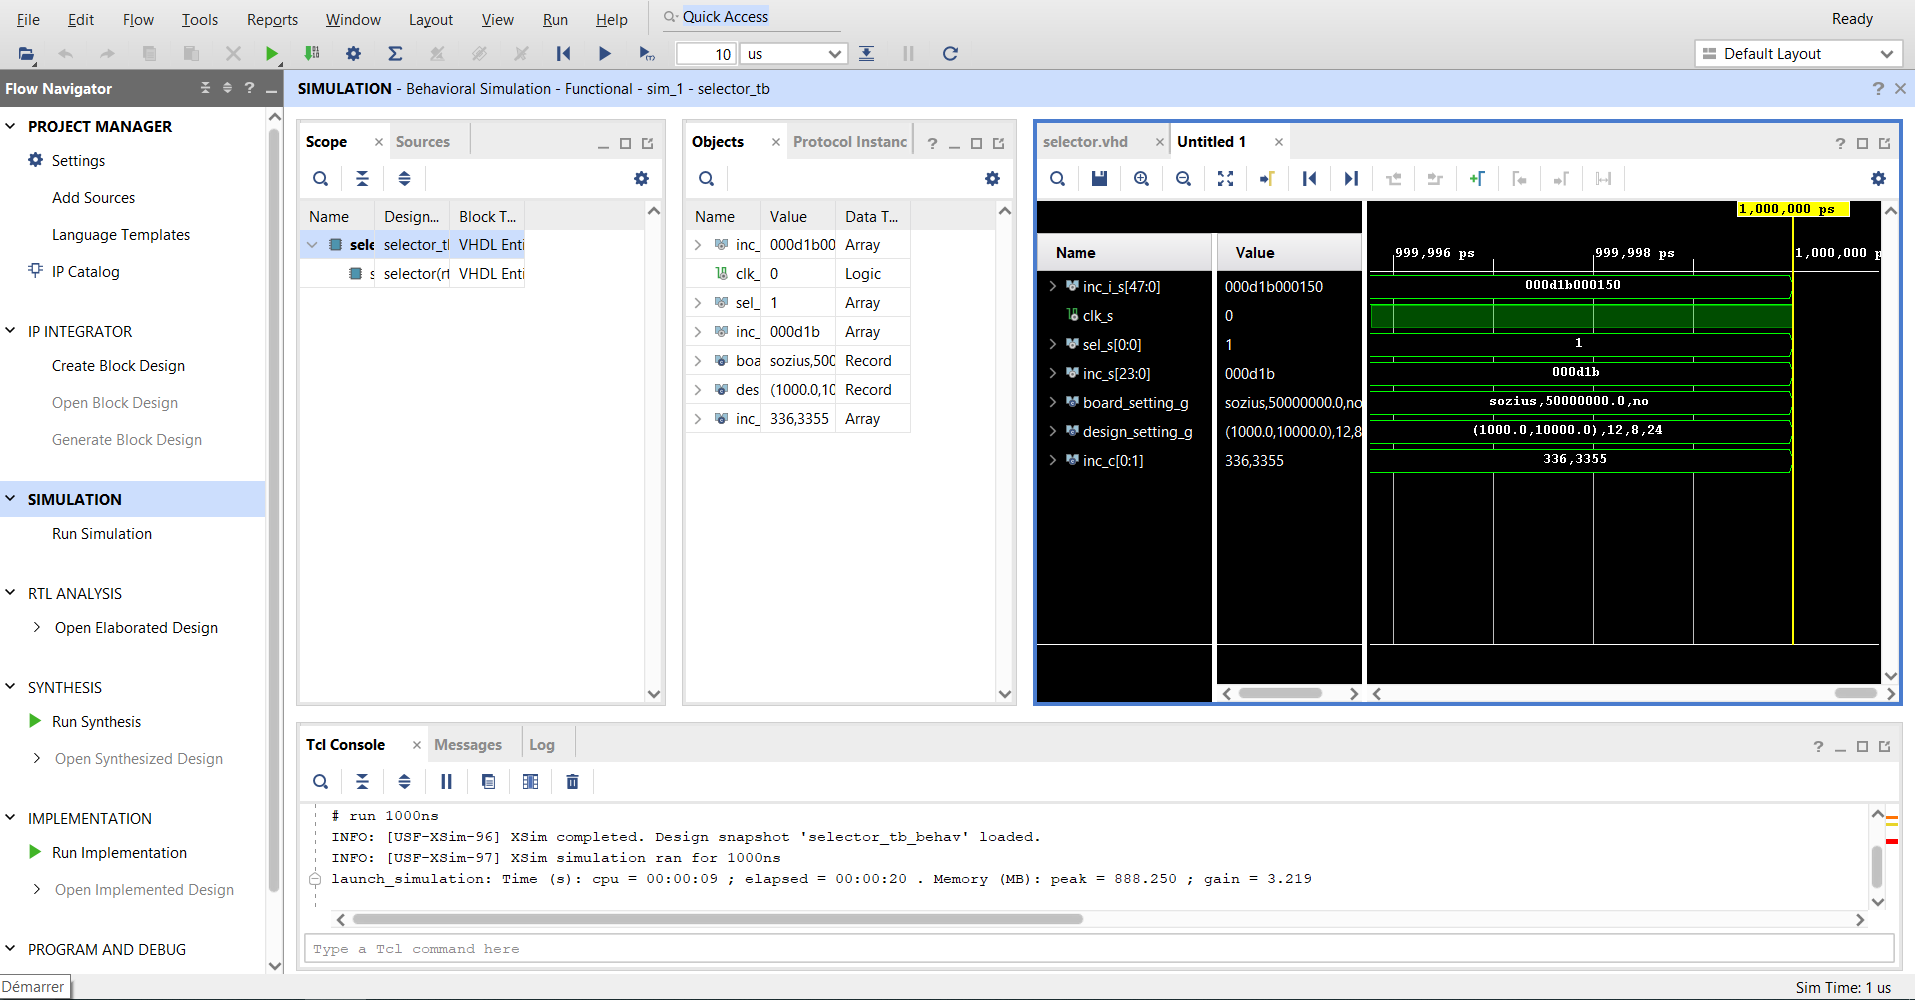 File Edit Flow Tools Reports Window Layout View Run Help Quick Access Ready
10 us Default Layout
Flow Navigator
SIMULATION - Behavioral Simulation - Functional - sim_1 - selector_tb
PROJECT MANAGER
Settings
Add Sources
Language Templates
IP Catalog
IP INTEGRATOR
Create Block Design
Open Block Design
Generate Block Design
SIMULATION
Run Simulation
RTL ANALYSIS
Open Elaborated Design
SYNTHESIS
Run Synthesis
Open Synthesized Design
IMPLEMENTATION
Run Implementation
Open Implemented Design
PROGRAM AND DEBUG
Démarrer
Scope Sources
Name Design... Block T...
sele selector_tl VHDL Enti
s selector(rt VHDL Enti
Objects Protocol Instanc
Name Value Data T...
inc_ 000d1b00 Array
clk_ 0 Logic
sel_ 1 Array
inc_ 000d1b Array
boa sozius,500 Record
des (1000.0,10 Record
inc_ 336,3355 Array
selector.vhd Untitled 1
1,000,000 ps
Name Value 999,996 ps 999,998 ps 1,000,000 p
inc_i_s[47:0] 000d1b000150 000d1b000150
clk_s 0
sel_s[0:0] 1 1
inc_s[23:0] 000d1b 000d1b
board_setting_g sozius,50000000.0,no sozius,50000000.0,no
design_setting_g (1000.0,10000.0),12,8 (1000.0,10000.0),12,8,24
inc_c[0:1] 336,3355 336,3355
Tcl Console Messages Log
# run 1000ns
INFO: [USF-XSim-96] XSim completed. Design snapshot 'selector_tb_behav' loaded.
INFO: [USF-XSim-97] XSim simulation ran for 1000ns
launch_simulation: Time (s): cpu = 00:00:09 ; elapsed = 00:00:20 . Memory (MB): peak = 888.250 ; gain = 3.219
Type a Tcl command here
Sim Time: 1 us